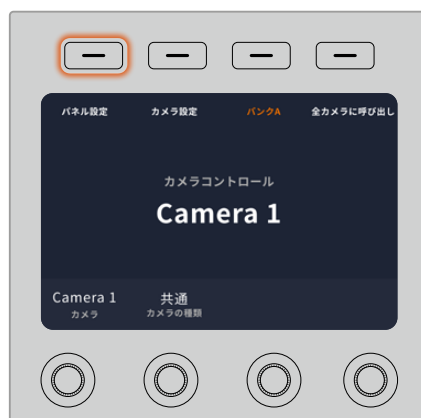 パネル設定 カメラ設定 バンクA 全カメラに呼び出し
カメラコントロール
Camera 1
Camera 1 共通
カメラ カメラの種類